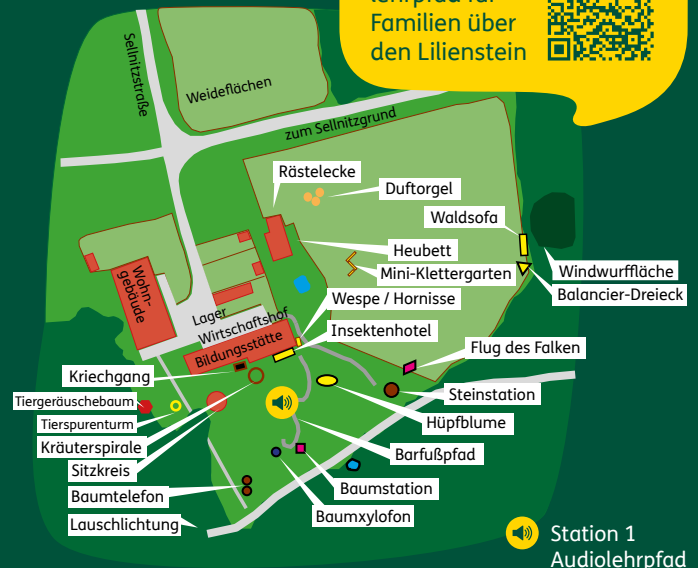 lehrpfad für
Familien über
den Lilienstein
Sellnitzstraße
Weideflächen
zum Sellnitzgrund
Rästelecke
Duftorgel
Waldsofa
Heubett
Mini-Klettergarten
Windwurffläche
Balancier-Dreieck
Wohn-
gebäude
Lager
Wirtschaftshof
Bildungsstätte
Wespe / Hornisse
Insektenhotel
Flug des Falken
Kriechgang
Tiergeräuschebaum
Tierspurenturm
Kräuterspirale
Sitzkreis
Baumtelefon
Lauschlichtung
Steinstation
Hüpfblume
Barfußpfad
Baumstation
Baumxylofon
Station 1
Audiolehrpfad